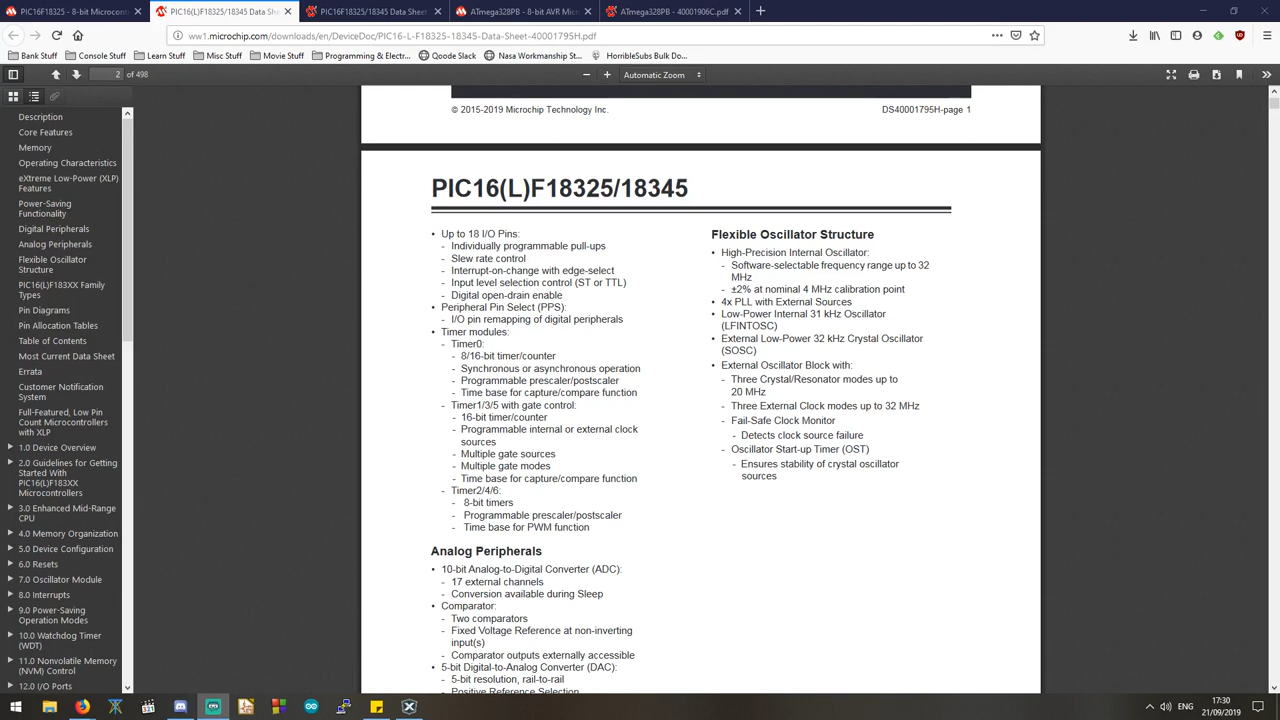 PIC16F18325 - 8-bit Microcont
PIC16(L)F18325/18345 Data She
PIC16F18325/18345 Data Sheet
ATmega328PB - 8-bit AVR Micr
ATmega328PB - 40001906C.pdf
ww1.microchip.com/downloads/en/DeviceDoc/PIC16-L-F18325-18345-Data-Sheet-40001795H.pdf
Bank Stuff
Console Stuff
Learn Stuff
Misc Stuff
Movie Stuff
Programming & Electr...
Qoode Slack
Nasa Workmanship St...
HorribleSubs Bulk Do...
2 of 498
Automatic Zoom
Description
Core Features
Memory
Operating Characteristics
eXtreme Low-Power (XLP)
Features
Power-Saving
Functionality
Digital Peripherals
Analog Peripherals
Flexible Oscillator
Structure
PIC16(L)F183XX Family
Types
Pin Diagrams
Pin Allocation Tables
Table of Contents
Most Current Data Sheet
Errata
Customer Notification
System
Full-Featured, Low Pin
Count Microcontrollers
with XLP
1.0 Device Overview
2.0 Guidelines for Getting
Started With
PIC16(L)F183XX
Microcontrollers
3.0 Enhanced Mid-Range
CPU
4.0 Memory Organization
5.0 Device Configuration
6.0 Resets
7.0 Oscillator Module
8.0 Interrupts
9.0 Power-Saving
Operation Modes
10.0 Watchdog Timer
(WDT)
11.0 Nonvolatile Memory
(NVM) Control
12.0 I/O Ports
© 2015-2019 Microchip Technology Inc.
DS40001795H-page 1
PIC16(L)F18325/18345
• Up to 18 I/O Pins:
- Individually programmable pull-ups
- Slew rate control
- Interrupt-on-change with edge-select
- Input level selection control (ST or TTL)
- Digital open-drain enable
• Peripheral Pin Select (PPS):
- I/O pin remapping of digital peripherals
• Timer modules:
- Timer0:
- 8/16-bit timer/counter
- Synchronous or asynchronous operation
- Programmable prescaler/postscaler
- Time base for capture/compare function
- Timer1/3/5 with gate control:
- 16-bit timer/counter
- Programmable internal or external clock
sources
- Multiple gate sources
- Multiple gate modes
- Time base for capture/compare function
- Timer2/4/6:
- 8-bit timers
- Programmable prescaler/postscaler
- Time base for PWM function
Analog Peripherals
• 10-bit Analog-to-Digital Converter (ADC):
- 17 external channels
- Conversion available during Sleep
• Comparator:
- Two comparators
- Fixed Voltage Reference at non-inverting
input(s)
- Comparator outputs externally accessible
• 5-bit Digital-to-Analog Converter (DAC):
- 5-bit resolution, rail-to-rail
- Positive Reference Selection
Flexible Oscillator Structure
• High-Precision Internal Oscillator:
- Software-selectable frequency range up to 32
MHz
- ±2% at nominal 4 MHz calibration point
• 4x PLL with External Sources
• Low-Power Internal 31 kHz Oscillator
(LFINTOSC)
• External Low-Power 32 kHz Crystal Oscillator
(SOSC)
• External Oscillator Block with:
- Three Crystal/Resonator modes up to
20 MHz
- Three External Clock modes up to 32 MHz
- Fail-Safe Clock Monitor
- Detects clock source failure
- Oscillator Start-up Timer (OST)
- Ensures stability of crystal oscillator
sources
ENG
17:30
21/09/2019